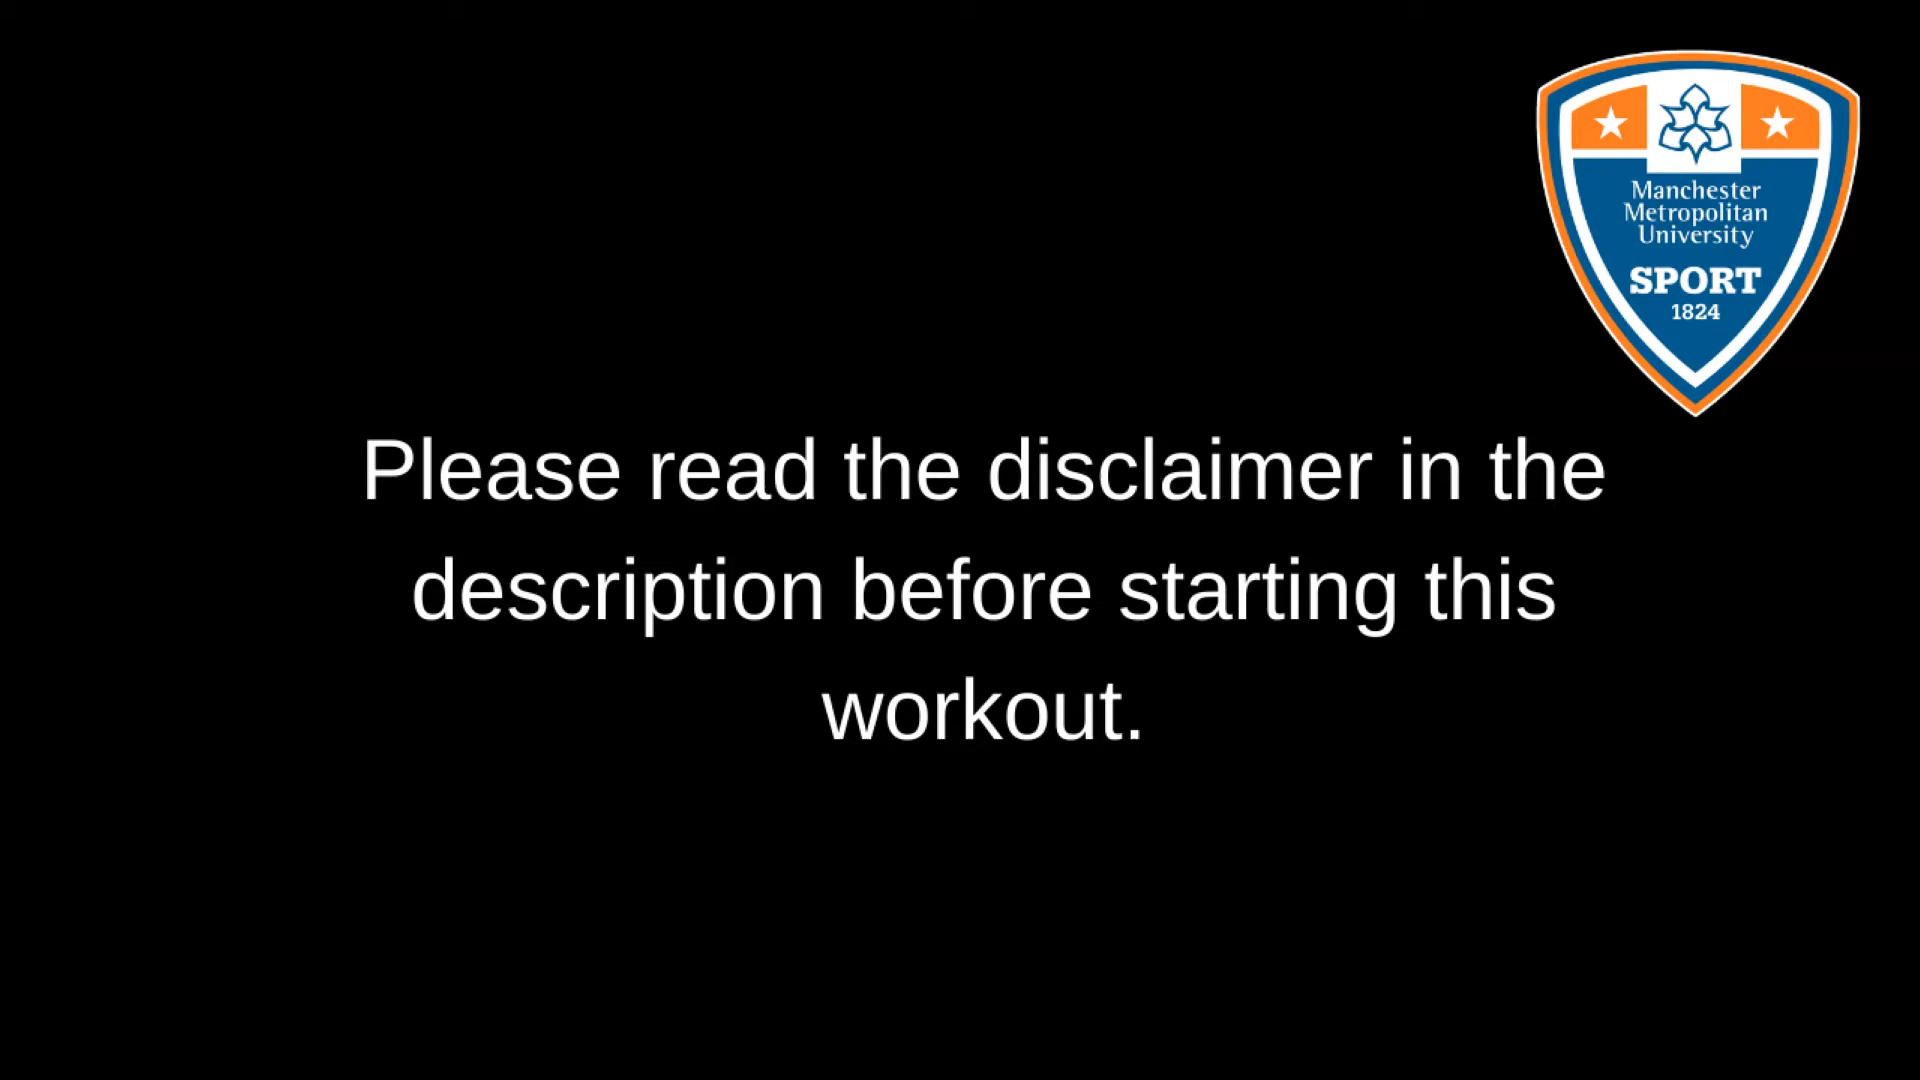 Manchester
Metropolitan
University
SPORT
1824
Please read the disclaimer in the
description before starting this
workout.